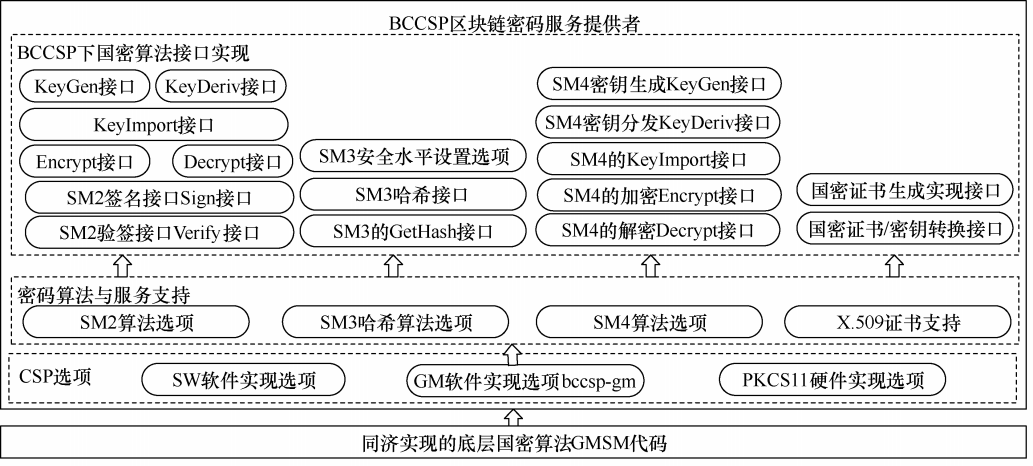 BCCSP区块链密码服务提供者
BCCSP下国密算法接口实现
KeyGen接口
KeyDeriv接口
KeyImport接口
Encrypt接口
Decrypt接口
SM2签名接口Sign接口
SM2验签接口Verify接口
SM3安全水平设置选项
SM3哈希接口
SM3的GetHash接口
SM4密钥生成KeyGen接口
SM4密钥分发KeyDeriv接口
SM4的KeyImport接口
SM4的加密Encrypt接口
SM4的解密Decrypt接口
国密证书生成实现接口
国密证书/密钥转换接口
密码算法与服务支持
SM2算法选项
SM3哈希算法选项
SM4算法选项
X.509证书支持
CSP选项
SW软件实现选项
GM软件实现选项bccsp-gm
PKCS11硬件实现选项
同济实现的底层国密算法GMSM代码